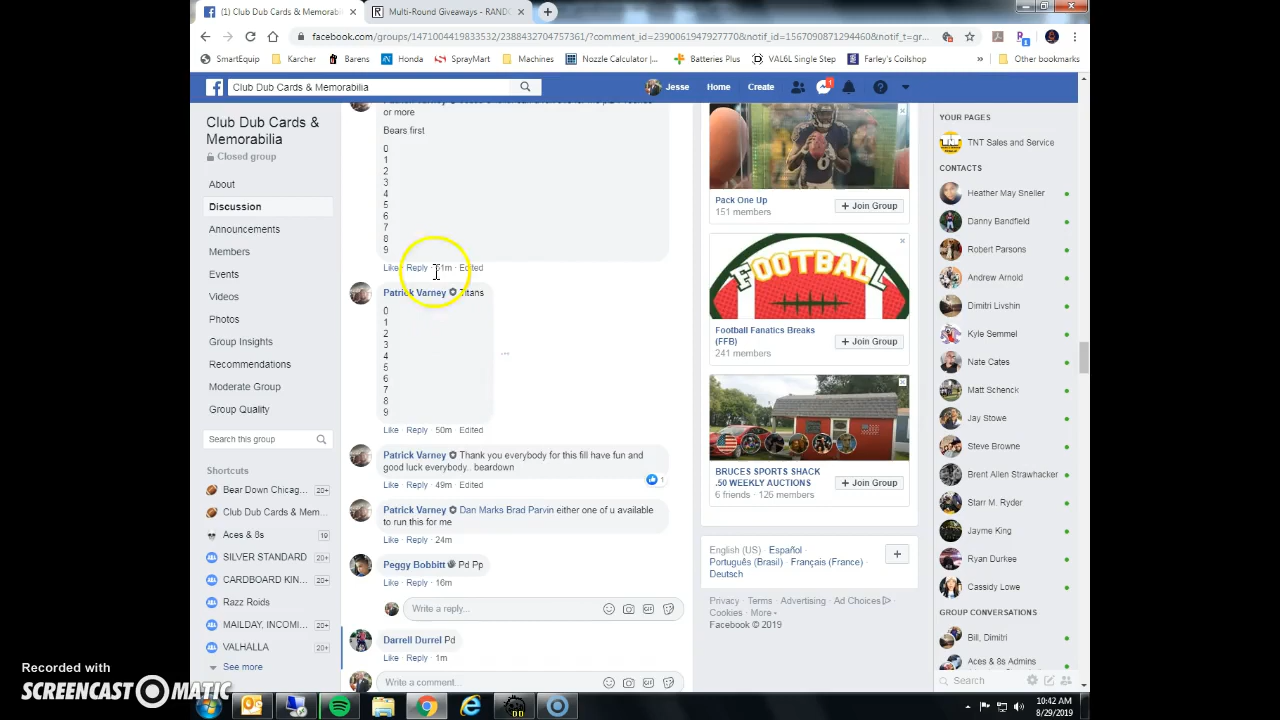 (1) Club Dub Cards & Memorabili
Multi-Round Giveaways - RANDO
facebook.com/groups/1471004419833532/2388432704757361/?comment_id=2390061947927770&notif_id=1567090871294460&notif_t=gr...
SmartEquip
Karcher
Barens
Honda
SprayMart
Machines
Nozzle Calculator ...
Batteries Plus
VAL6L Single Step
Farley's Coilshop
»
Other bookmarks
Club Dub Cards & Memorabilia
Jesse
Home
Create
1
Club Dub Cards &
Memorabilia
Closed group
About
Discussion
Announcements
Members
Events
Videos
Photos
Group Insights
Recommendations
Moderate Group
Group Quality
Search this group
Shortcuts
Bear Down Chicag... 20+
Club Dub Cards & Mem...
Aces & 8s 19
SILVER STANDARD 20+
CARDBOARD KIN... 20+
Razz Roids 20+
MAILDAY, INCOMI... 20+
VALHALLA 20+
See more
or more
Bears first
0
1
2
3
4
5
6
7
8
9
Like · Reply · 51m · Edited
Patrick Varney Titans
0
1
2
3
4
5
6
7
8
9
Like · Reply · 50m · Edited
Patrick Varney Thank you everybody for this fill have fun and
good luck everybody.. beardown
1
Like · Reply · 49m · Edited
Patrick Varney Dan Marks Brad Parvin either one of u available
to run this for me
Like · Reply · 24m
Peggy Bobbitt Pd Pp
Like · Reply · 16m
Write a reply...
Darrell Durrel Pd
Like · Reply · 1m
Write a comment...
Pack One Up
151 members
+ Join Group
FOOTBALL
Football Fanatics Breaks
(FFB)
241 members
+ Join Group
BRUCES SPORTS SHACK
.50 WEEKLY AUCTIONS
6 friends · 126 members
+ Join Group
English (US) · Español ·
Português (Brasil) · Français (France) ·
Deutsch
Privacy · Terms · Advertising · Ad Choices
Cookies · More
Facebook © 2019
YOUR PAGES
TNT Sales and Service
CONTACTS
Heather May Sneller
Danny Bandfield
Robert Parsons
Andrew Arnold
Dimitri Livshin
Kyle Semmel
Nate Cates
Matt Schenck
Jay Stowe
Steve Browne
Brent Allen Strawhacker
Starr M. Ryder
Jayme King
Ryan Durkee
Cassidy Lowe
GROUP CONVERSATIONS
Bill, Dimitri
Aces & 8s Admins
Search
10:42 AM
8/29/2019
Recorded with
SCREENCAST MATIC